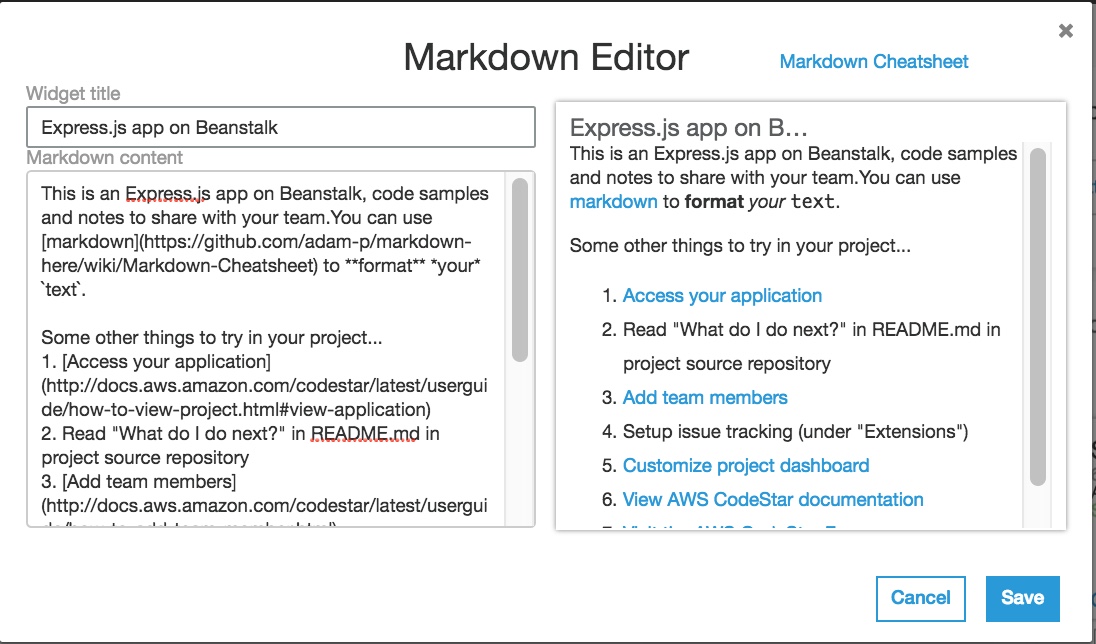 Markdown Editor
Markdown Cheatsheet
Widget title
Express.js app on Beanstalk
Markdown content
This is an Express.js app on Beanstalk, code samples
and notes to share with your team.You can use
[markdown](https://github.com/adam-p/markdown-
here/wiki/Markdown-Cheatsheet) to **format** *your*
`text`.
Some other things to try in your project...
1. [Access your application]
(http://docs.aws.amazon.com/codestar/latest/usergui
de/how-to-view-project.html#view-application)
2. Read "What do I do next?" in README.md in
project source repository
3. [Add team members]
(http://docs.aws.amazon.com/codestar/latest/usergui
Express.js app on B...
This is an Express.js app on Beanstalk, code samples
and notes to share with your team.You can use
markdown to format your text.
Some other things to try in your project...
1. Access your application
2. Read "What do I do next?" in README.md in
project source repository
3. Add team members
4. Setup issue tracking (under "Extensions")
5. Customize project dashboard
6. View AWS CodeStar documentation
Cancel
Save